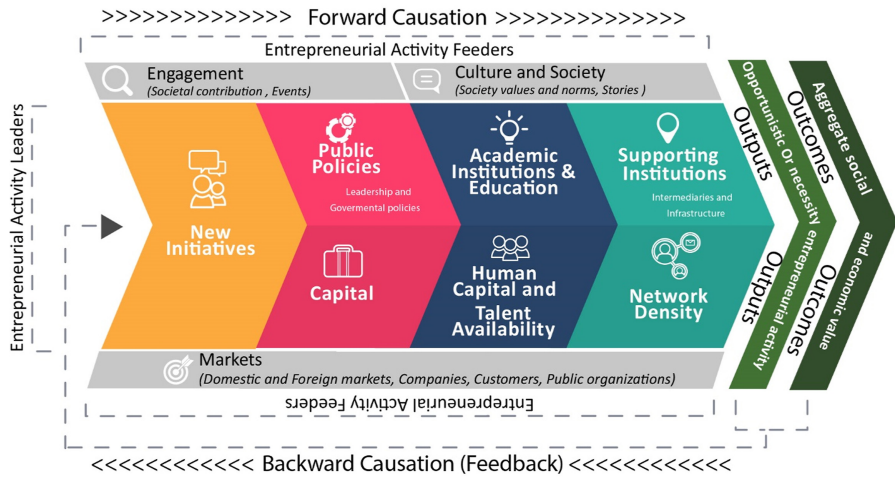 >>>>>>>>>>>>> Forward Causation >>>>>>>>>>>>>
Entrepreneurial Activity Feeders
Engagement
(Societal contribution , Events)
Culture and Society
(Society values and norms, Stories )
Entrepreneurial Activity Leaders
New
Initiatives
Public
Policies
Leadership and
Govermental policies
Capital
Academic
Institutions &
Education
Human
Capital and
Talent
Availability
Supporting
Institutions
Intermediaries and
Infrastructure
Network
Density
Outputs
Outputs
Opportunistic Or necessity entrepreneurial activity
Outcomes
Outcomes
Aggregate social and economic value
Markets
(Domestic and Foreign markets, Companies, Customers, Public organizations)
Entrepreneurial Activity Feeders
<<<<<<<<<<<< Backward Causation (Feedback) <<<<<<<<<<<<